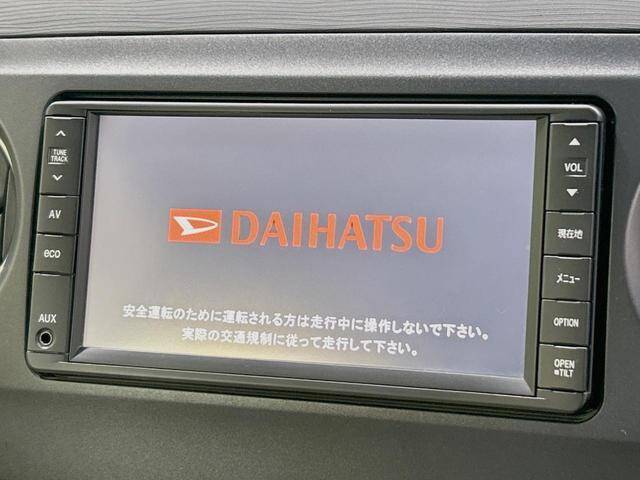 TUNE
TRACK
AV
eco
AUX
DAIHATSU
安全運転のために運転される方は走行中に操作しないで下さい。
実際の交通規制に従って走行して下さい。
VOL
現在地
メニュー
OPTION
OPEN
TILT